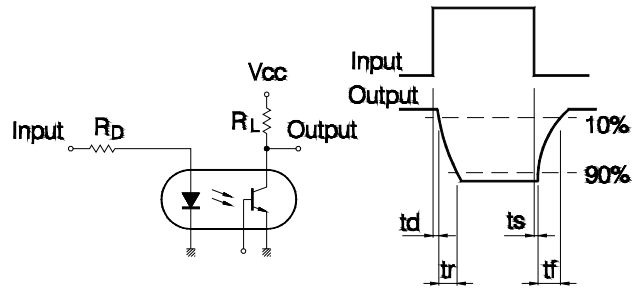 Input
RD
Vcc
RL
Output
Input
Output
10%
90%
td
ts
tr
tf